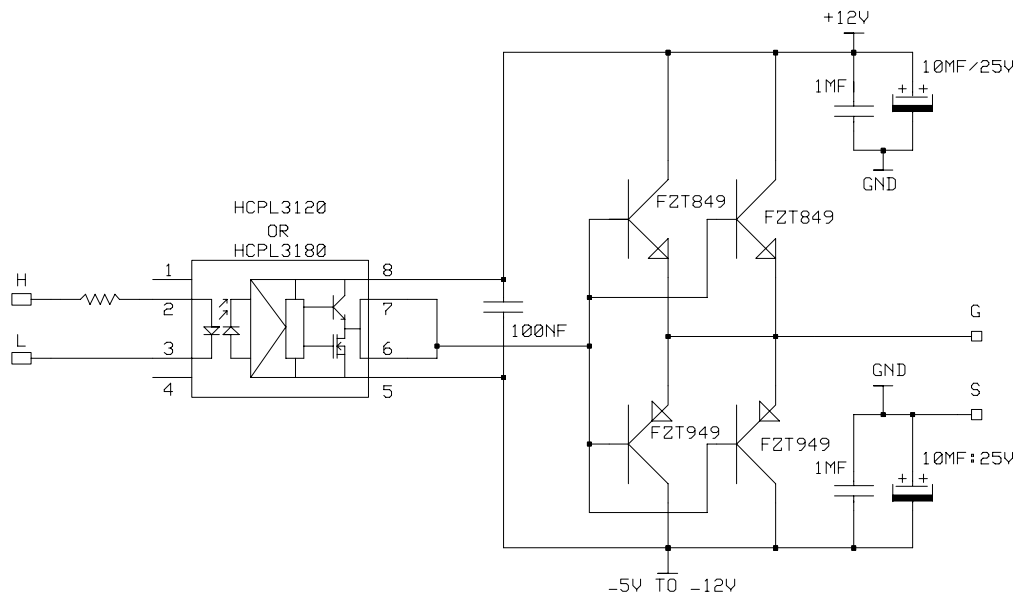 +12V
10MF/25V
1MF
GND
FZT849
FZT849
HCPL3120
OR
HCPL3180
H
1
8
2
7
100NF
G
L
3
6
4
5
GND
S
FZT949
FZT949
1MF
10MF:25V
-5V TO -12V